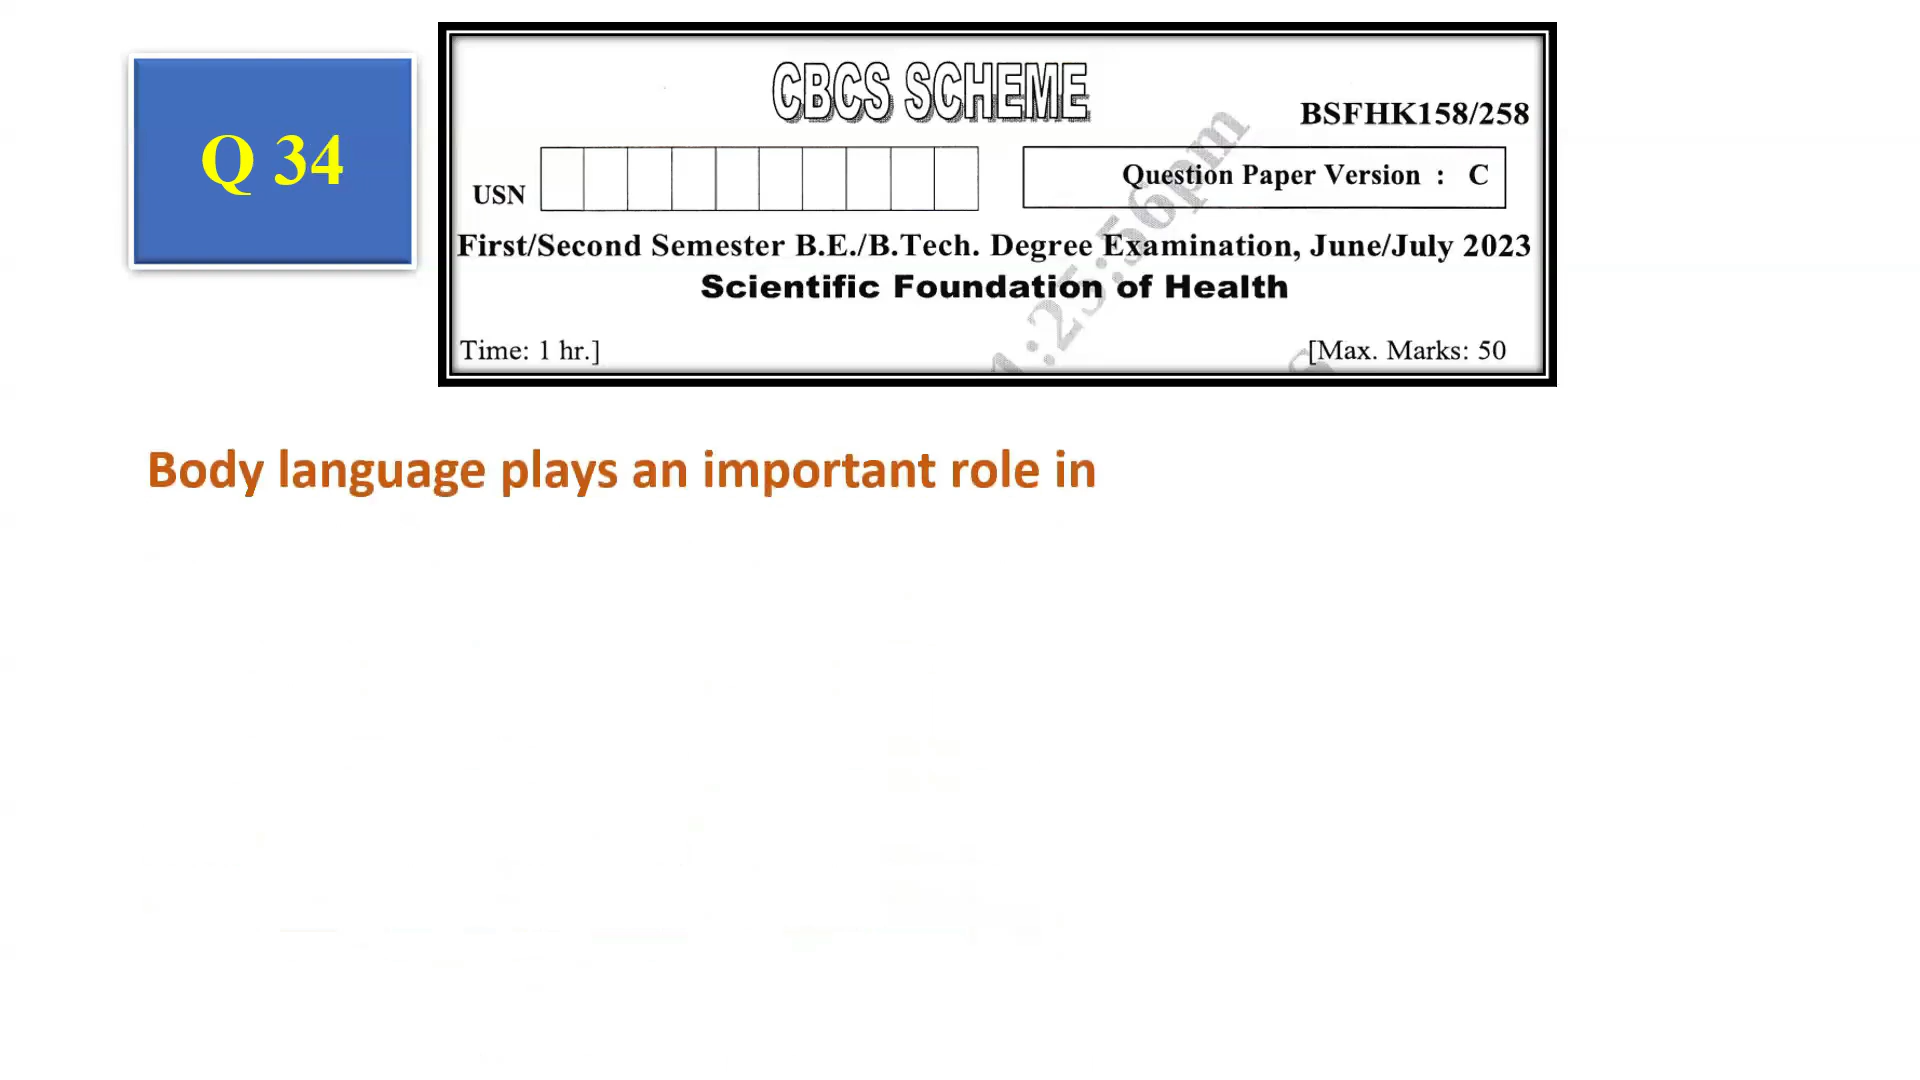 Q 34
CBCS SCHEME
BSFHK158/258
USN
Question Paper Version : C
First/Second Semester B.E./B.Tech. Degree Examination, June/July 2023
Scientific Foundation of Health
Time: 1 hr.]
[Max. Marks: 50
Body language plays an important role in